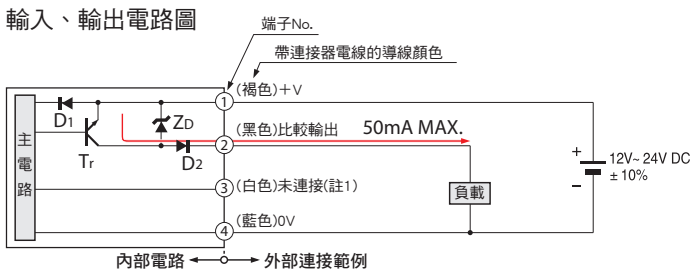 輸入、輸出電路圖
端子No.
帶連接器電線的導線顏色
主電路
D1
Tr
ZD
D2
1
(褐色)＋V
2
(黑色)比較輸出
50mA MAX.
3
(白色)未連接(註1)
4
(藍色)0V
負載
+
−
12V~ 24V DC
± 10%
內部電路
外部連接範例